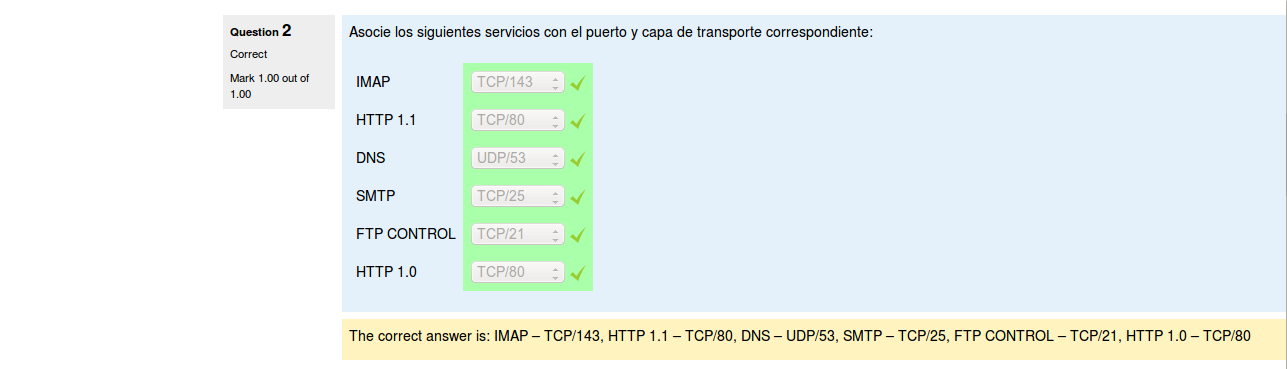 Question 2
Correct
Mark 1.00 out of
1.00
Asocie los siguientes servicios con el puerto y capa de transporte correspondiente:
IMAP TCP/143
HTTP 1.1 TCP/80
DNS UDP/53
SMTP TCP/25
FTP CONTROL TCP/21
HTTP 1.0 TCP/80
The correct answer is: IMAP – TCP/143, HTTP 1.1 – TCP/80, DNS – UDP/53, SMTP – TCP/25, FTP CONTROL – TCP/21, HTTP 1.0 – TCP/80